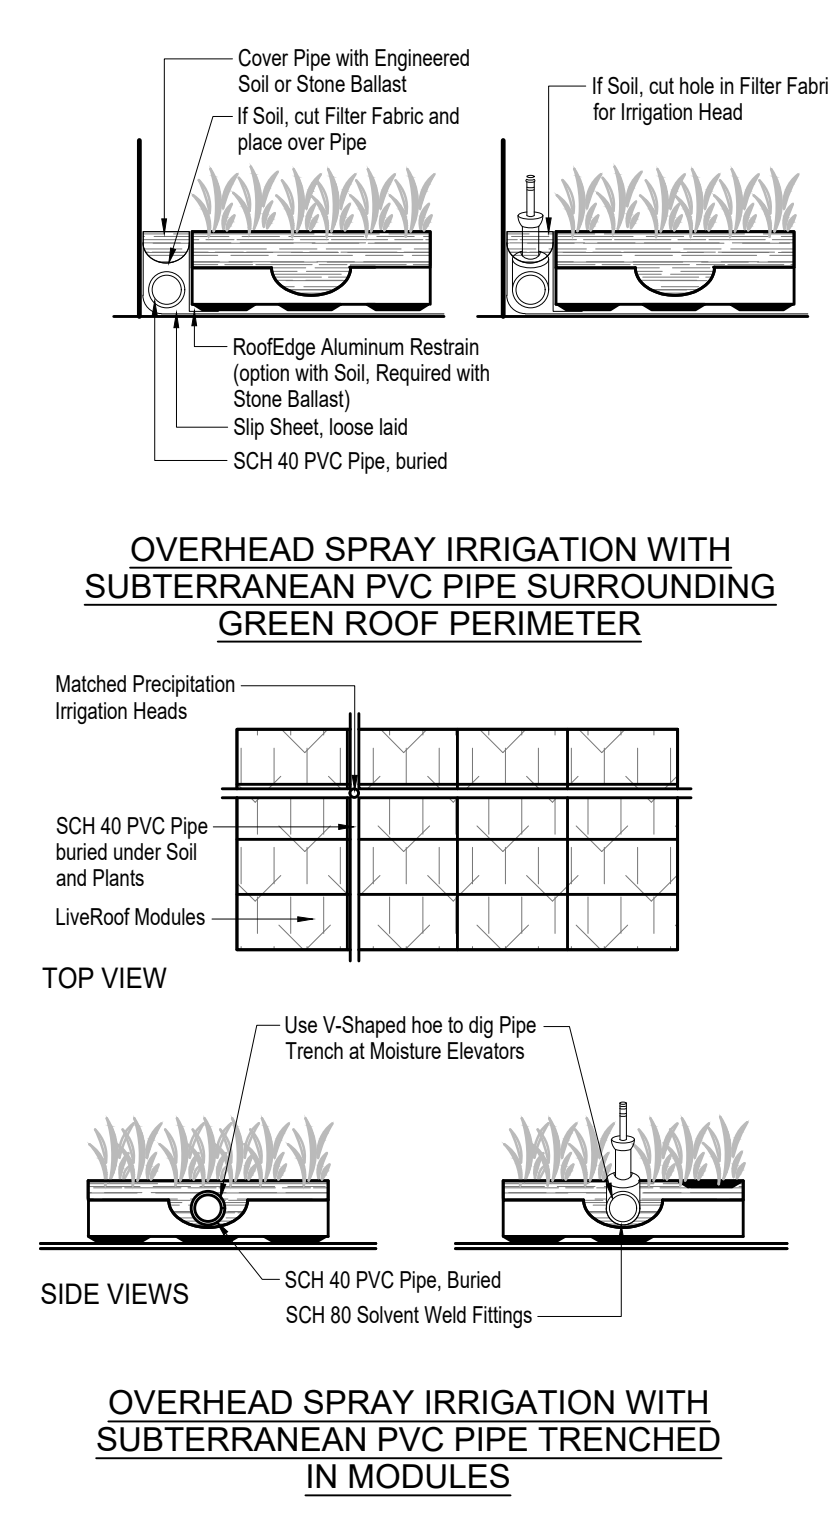 Cover Pipe with Engineered
Soil or Stone Ballast
If Soil, cut Filter Fabric and
place over Pipe
If Soil, cut hole in Filter Fabri
for Irrigation Head
RoofEdge Aluminum Restrain
(option with Soil, Required with
Stone Ballast)
Slip Sheet, loose laid
SCH 40 PVC Pipe, buried
OVERHEAD SPRAY IRRIGATION WITH
SUBTERRANEAN PVC PIPE SURROUNDING
GREEN ROOF PERIMETER
Matched Precipitation
Irrigation Heads
SCH 40 PVC Pipe
buried under Soil
and Plants
LiveRoof Modules
TOP VIEW
Use V-Shaped hoe to dig Pipe
Trench at Moisture Elevators
SCH 40 PVC Pipe, Buried
SIDE VIEWS
SCH 80 Solvent Weld Fittings
OVERHEAD SPRAY IRRIGATION WITH
SUBTERRANEAN PVC PIPE TRENCHED
IN MODULES